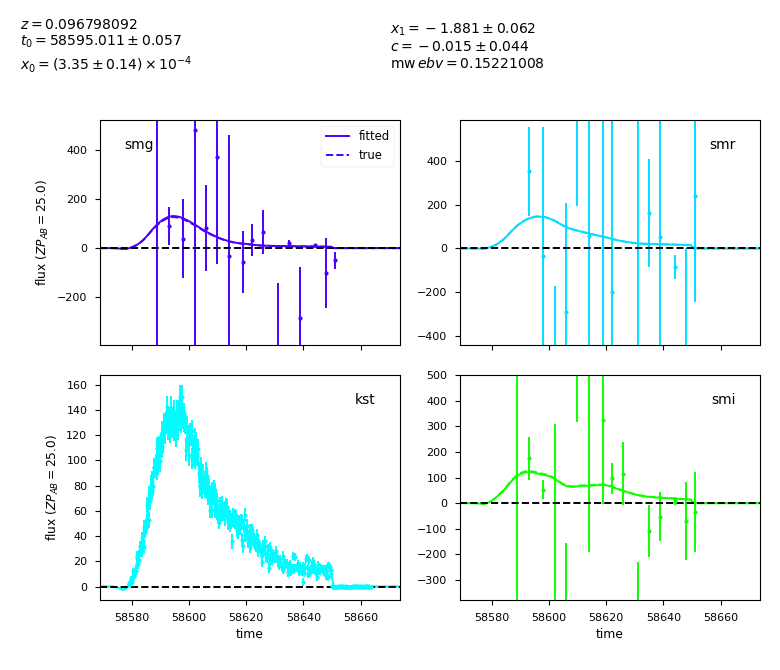 z = 0.096798092
t₀ = 58595.011 ± 0.057
x₀ = (3.35 ± 0.14) × 10⁻⁴
x₁ = −1.881 ± 0.062
c = −0.015 ± 0.044
mwebv = 0.15221008
smg
fitted
true
400
200
0
−200
flux (ZP_AB = 25.0)
smr
400
200
0
−200
−400
kst
160
140
120
100
80
60
40
20
0
flux (ZP_AB = 25.0)
58580 58600 58620 58640 58660
time
smi
500
400
300
200
100
0
−100
−200
−300
58580 58600 58620 58640 58660
time